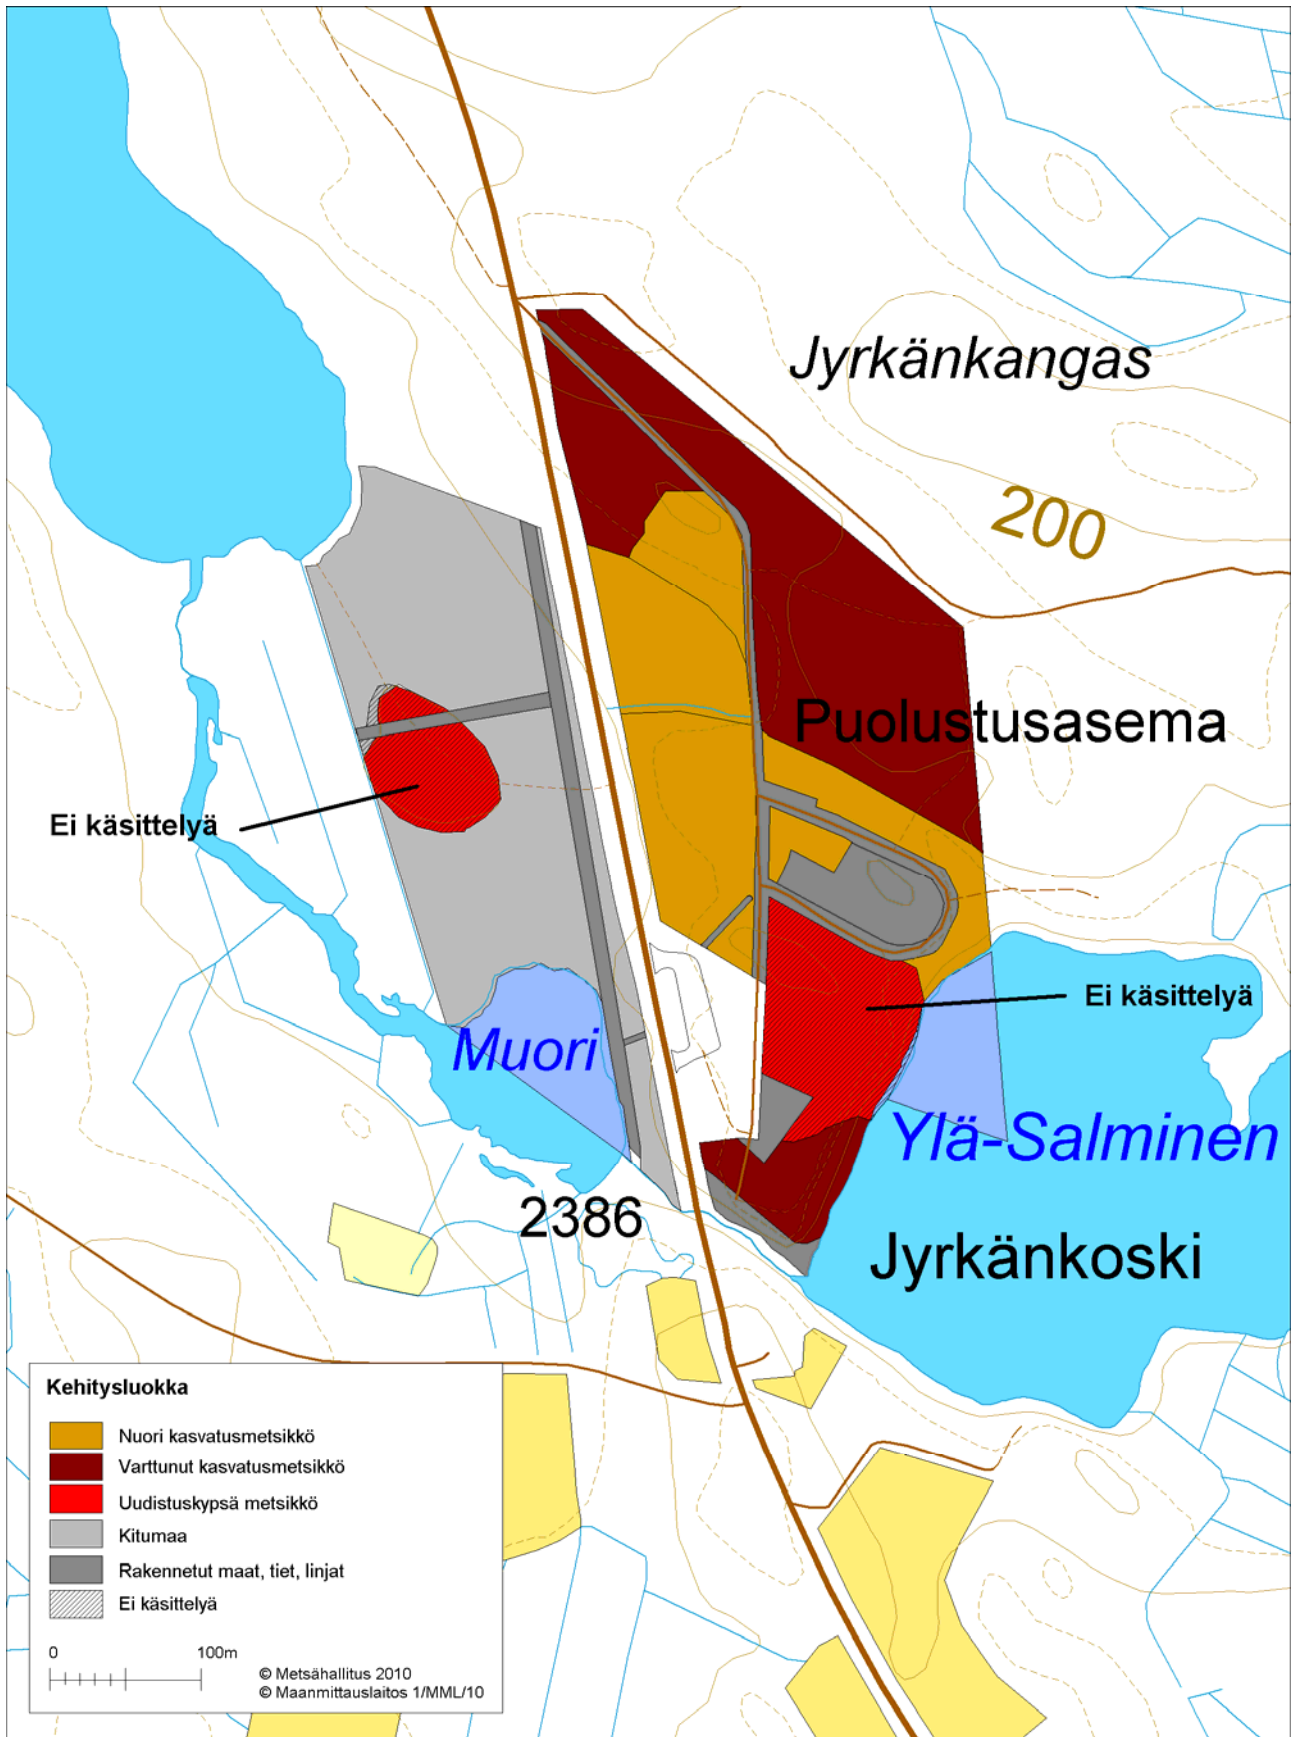 Jyrkänkangas
200
Puolustusasema
Ei käsittelyä
Ei käsittelyä
Muori
Ylä-Salminen
2386
Jyrkänkoski
Kehitysluokka
Nuori kasvatusmetsikkö
Varttunut kasvatusmetsikkö
Uudistuskypsä metsikkö
Kitumaa
Rakennetut maat, tiet, linjat
Ei käsittelyä
0 100m
© Metsähallitus 2010
© Maanmittauslaitos 1/MML/10